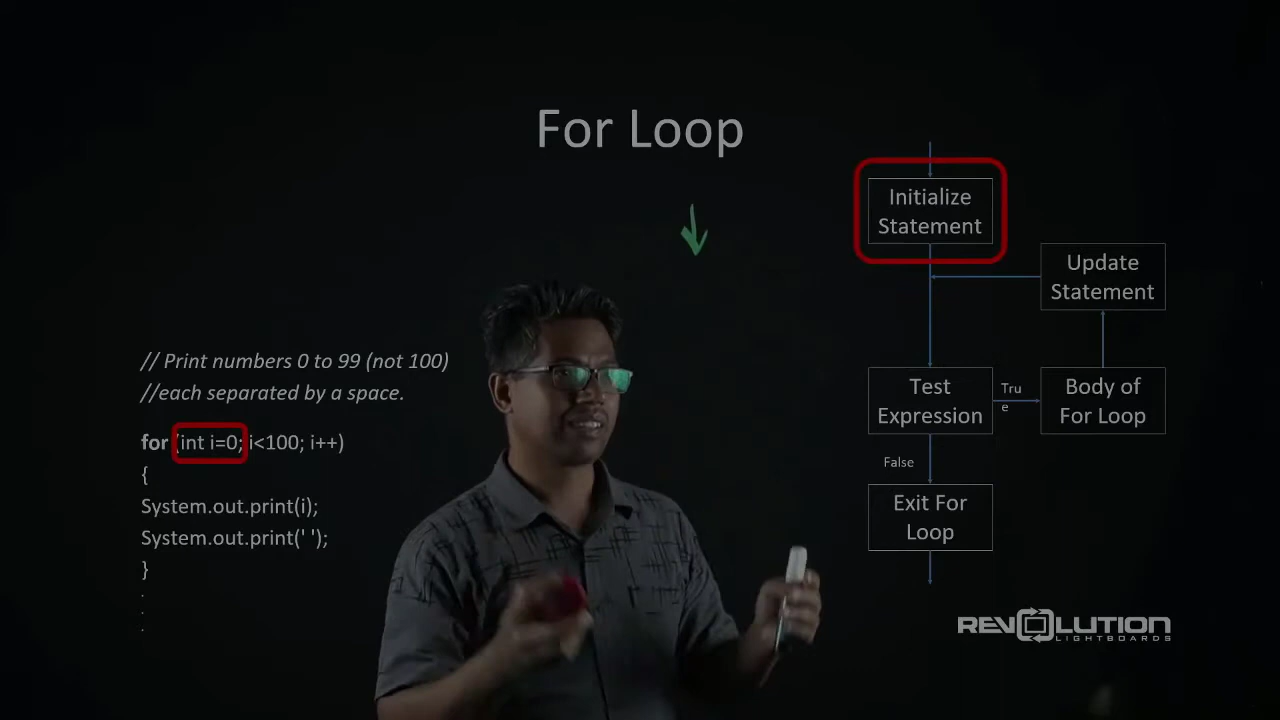 For Loop
// Print numbers 0 to 99 (not 100)
//each separated by a space.
for (int i=0; i<100; i++)
{
System.out.print(i);
System.out.print(' ');
}
.
.
.
Initialize
Statement
Update
Statement
Test
Expression
Tru
e
Body of
For Loop
False
Exit For
Loop
REVOLUTION
LIGHTBOARDS